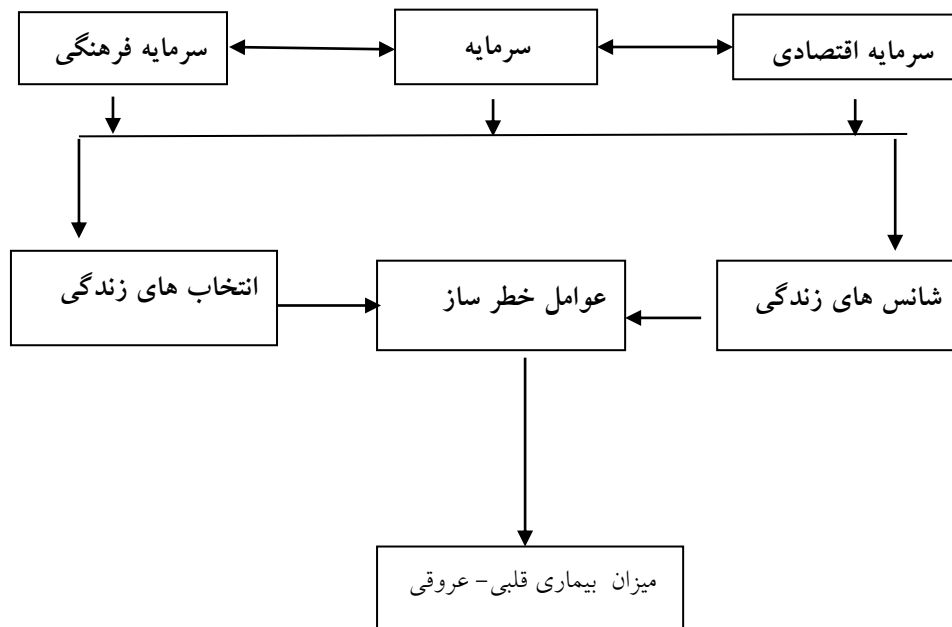 سرمایه اقتصادی
سرمایه
سرمایه فرهنگی
شانس های زندگی
عوامل خطر ساز
انتخاب های زندگی
میزان بیماری قلبی- عروقی